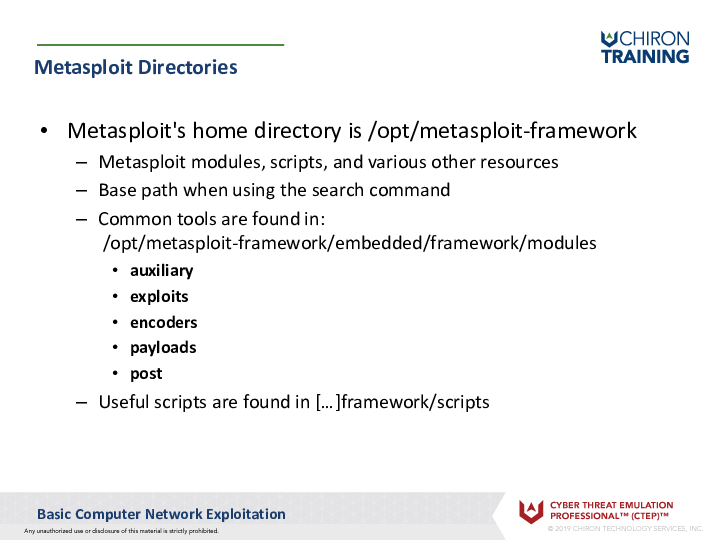 CHIRON
TRAINING
Metasploit Directories
• Metasploit's home directory is /opt/metasploit-framework
– Metasploit modules, scripts, and various other resources
– Base path when using the search command
– Common tools are found in:
/opt/metasploit-framework/embedded/framework/modules
• auxiliary
• exploits
• encoders
• payloads
• post
– Useful scripts are found in […]framework/scripts
Basic Computer Network Exploitation
Any unauthorized use or disclosure of this material is strictly prohibited.
CYBER THREAT EMULATION
PROFESSIONAL™ (CTEP)™
© 2019 CHIRON TECHNOLOGY SERVICES, INC.